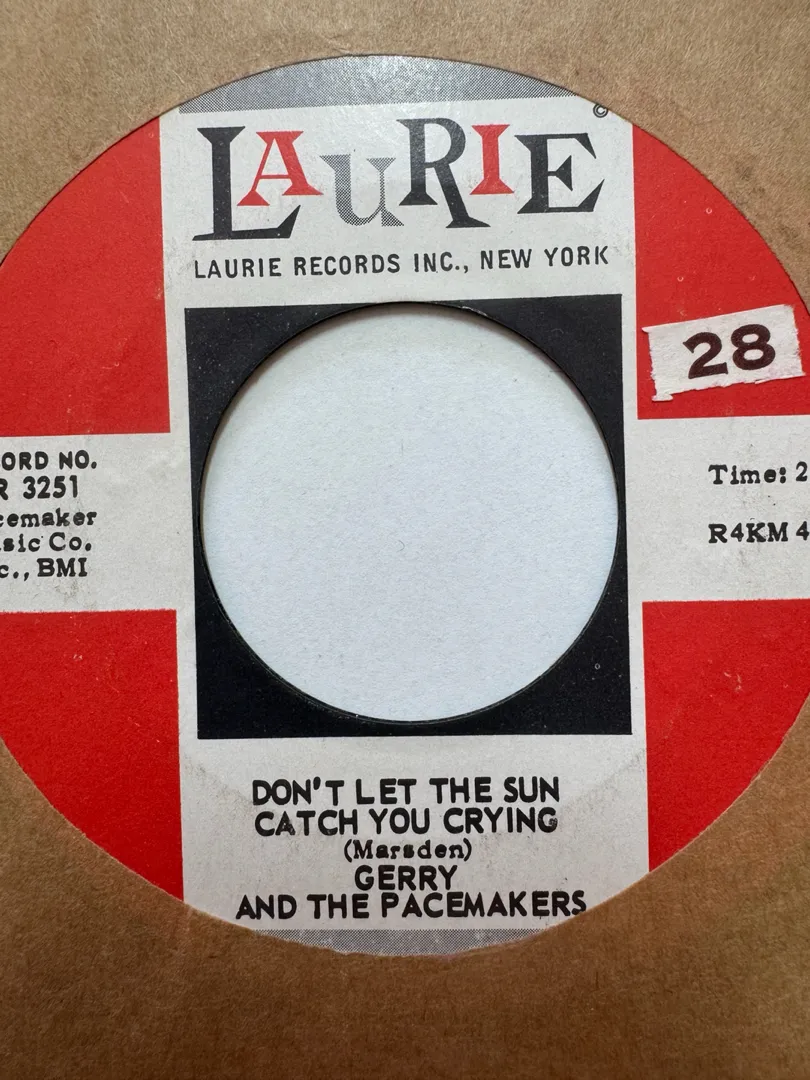 ©
LAuRIE
LAURIE RECORDS INC., NEW YORK
28
ORD NO.
R 3251
cemaker
sic Co.
c., BMI
Time: 2
R4KM 4
DON'T LET THE SUN
CATCH YOU CRYING
(Marsden)
GERRY
AND THE PACEMAKERS